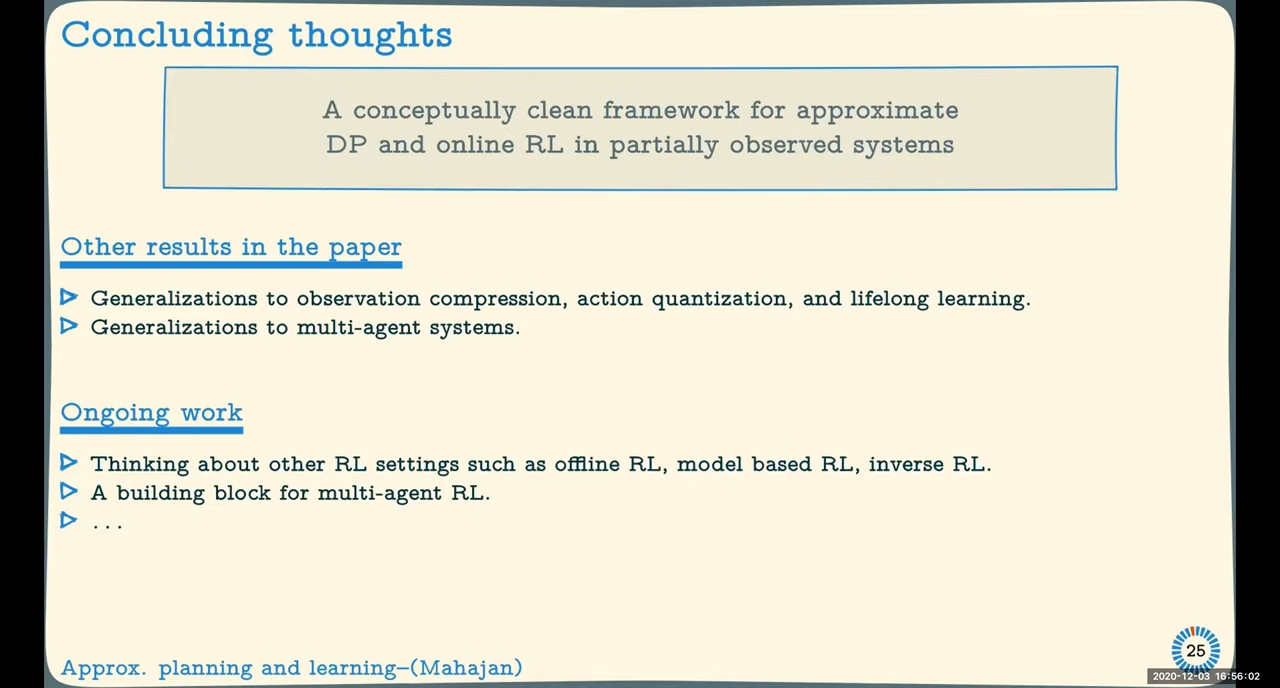 Concluding thoughts
A conceptually clean framework for approximate
DP and online RL in partially observed systems
Other results in the paper
Generalizations to observation compression, action quantization, and lifelong learning.
Generalizations to multi-agent systems.
Ongoing work
Thinking about other RL settings such as offline RL, model based RL, inverse RL.
A building block for multi-agent RL.
...
Approx. planning and learning–(Mahajan)
25
2020-12-03 16:56:02